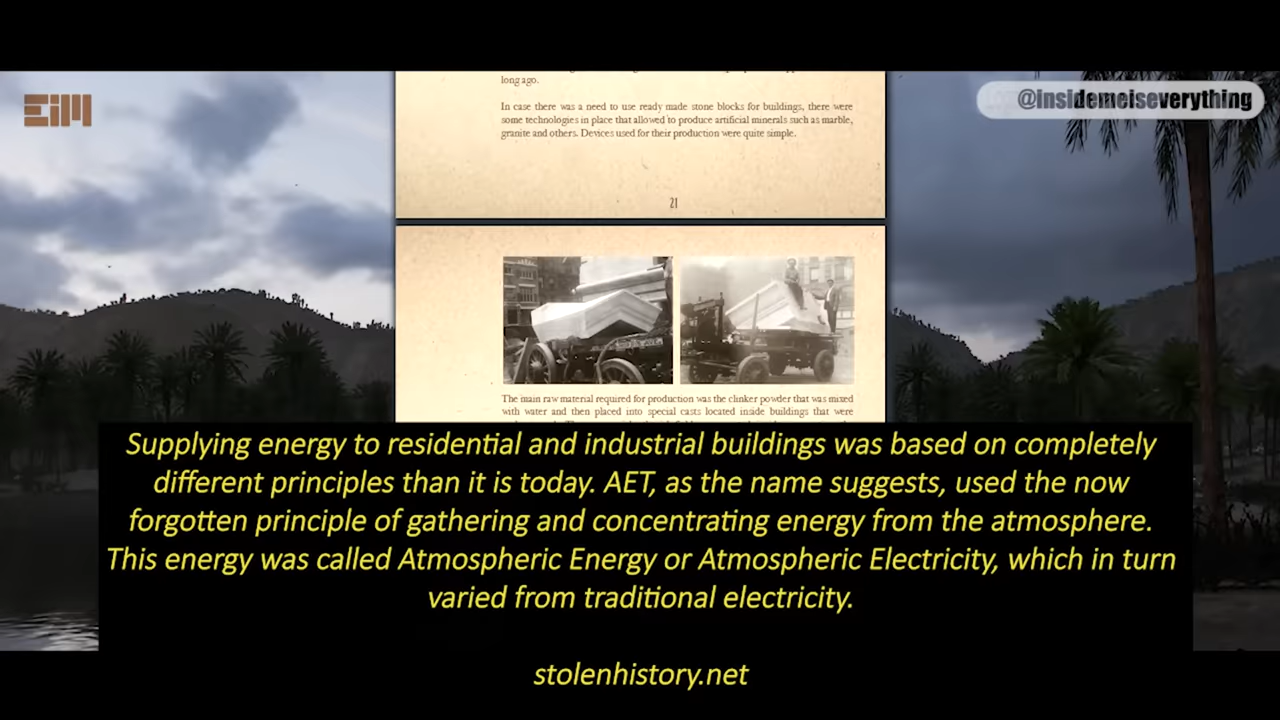 EIM
@insidemeiseverything
long ago.
In case there was a need to use ready made stone blocks for buildings, there were
some technologies in place that allowed to produce artificial minerals such as marble,
granite and others. Devices used for their production were quite simple.
21
The main raw material required for production was the clinker powder that was mixed
with water and then placed into special casts located inside buildings that were
Supplying energy to residential and industrial buildings was based on completely
different principles than it is today. AET, as the name suggests, used the now
forgotten principle of gathering and concentrating energy from the atmosphere.
This energy was called Atmospheric Energy or Atmospheric Electricity, which in turn
varied from traditional electricity.
stolenhistory.net